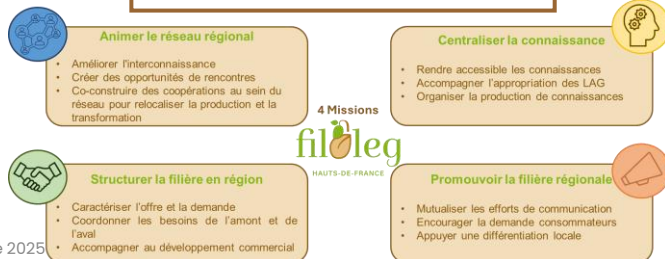 Animer le réseau régional
• Améliorer l'interconnaissance
• Créer des opportunités de rencontres
• Co-construire des coopérations au sein du
réseau pour relocaliser la production et la
transformation
Centraliser la connaissance
• Rendre accessible les connaissances
• Accompagner l'appropriation des LAG
• Organiser la production de connaissances
4 Missions
filoleg
HAUTS-DE-FRANCE
Structurer la filière en région
• Caractériser l'offre et la demande
• Coordonner les besoins de l'amont et de
l'aval
• Accompagner au développement commercial
Promouvoir la filière régionale
• Mutualiser les efforts de communication
• Encourager la demande consommateurs
• Appuyer une différentiation locale
2025